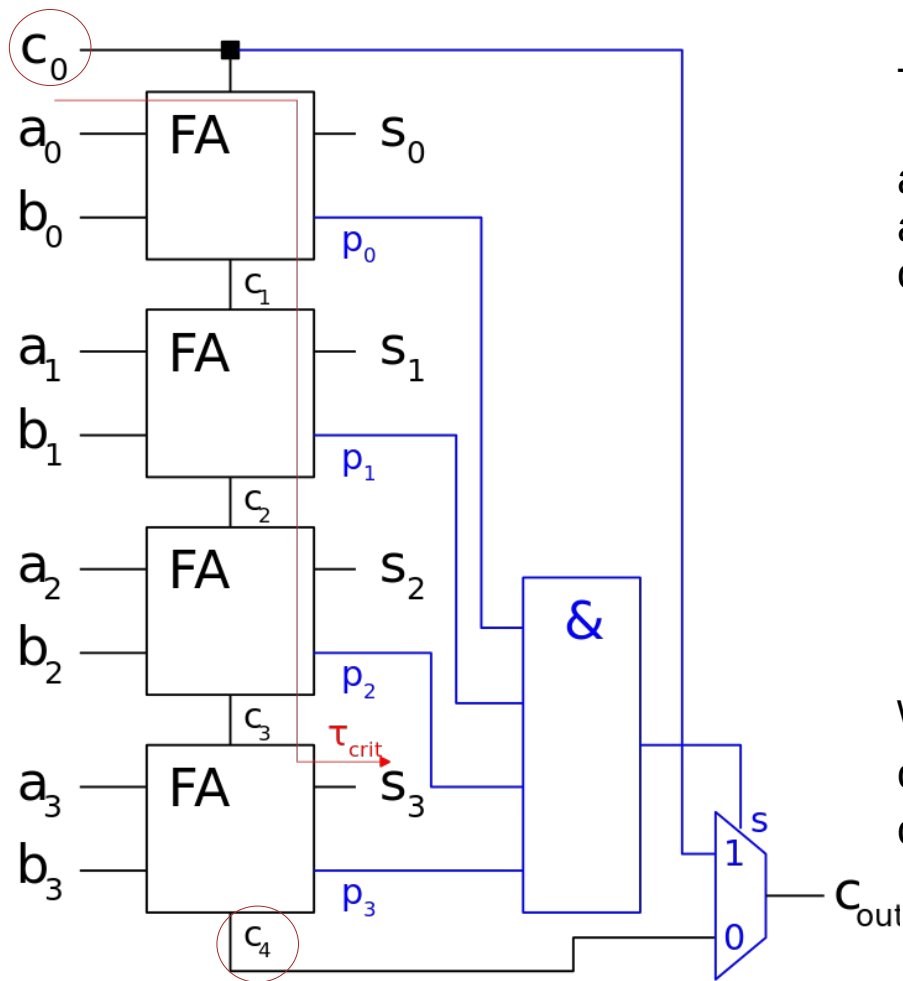 c0
a0 FA s0
b0 p0
c1
a1 FA s1
b1 p1
c2
a2 FA s2
b2 p2
&
c3
τcrit
a3 FA s3
b3 p3
s
1
0
cout
c4